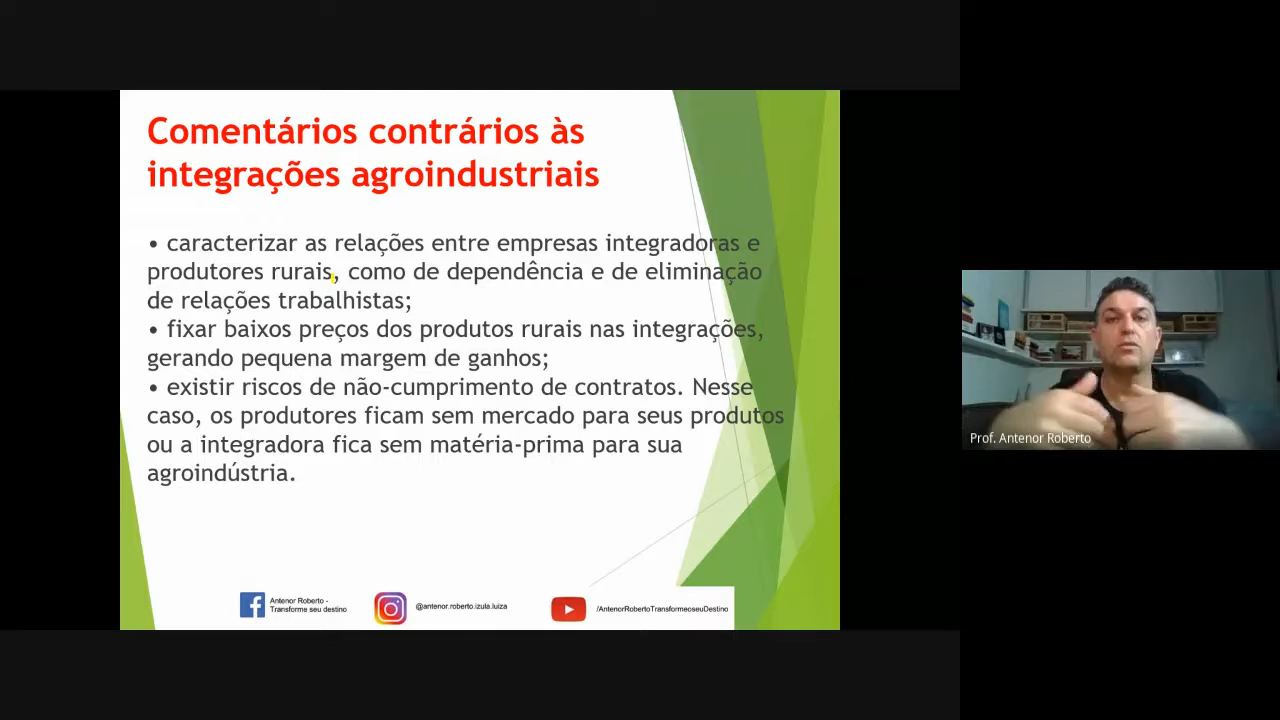 Comentários contrários às
integrações agroindustriais
• caracterizar as relações entre empresas integradoras e
produtores rurais, como de dependência e de eliminação
de relações trabalhistas;
• fixar baixos preços dos produtos rurais nas integrações,
gerando pequena margem de ganhos;
• existir riscos de não-cumprimento de contratos. Nesse
caso, os produtores ficam sem mercado para seus produtos
ou a integradora fica sem matéria-prima para sua
agroindústria.
Antenor Roberto -
Transforme seu destino
@antenor.roberto.izula.luiza
/AntenorRobertoTransformeoseuDestino
Prof. Antenor Roberto